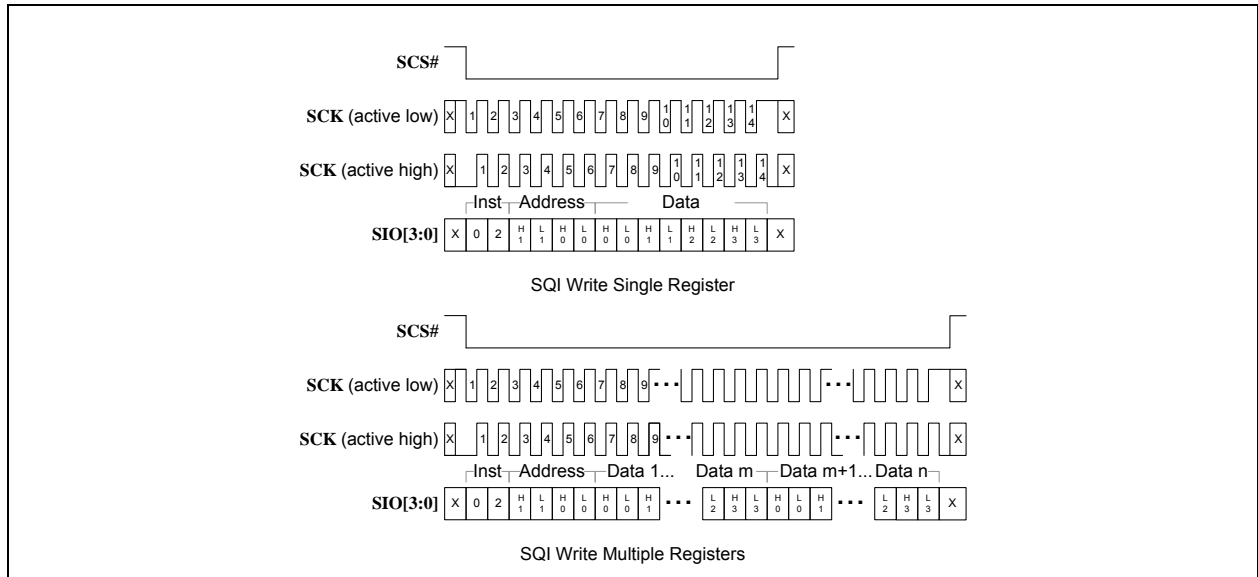 SCS#
SCK (active low) X 1 2 3 4 5 6 7 8 9 10 11 12 13 14 X
SCK (active high) X 1 2 3 4 5 6 7 8 9 10 11 12 13 14 X
Inst Address Data
SIO[3:0] X 0 2 H1 L1 H0 L0 H0 L0 H1 L1 H2 L2 H3 L3 X
SQI Write Single Register
SCS#
SCK (active low) X 1 2 3 4 5 6 7 8 9 ... ... X
SCK (active high) X 1 2 3 4 5 6 7 8 9 ... ... X
Inst Address Data 1... Data m Data m+1... Data n
SIO[3:0] X 0 2 H1 L1 H0 L0 H0 L0 H1 ... L2 H3 L3 H0 L0 H1 ... L2 H3 L3 X
SQI Write Multiple Registers